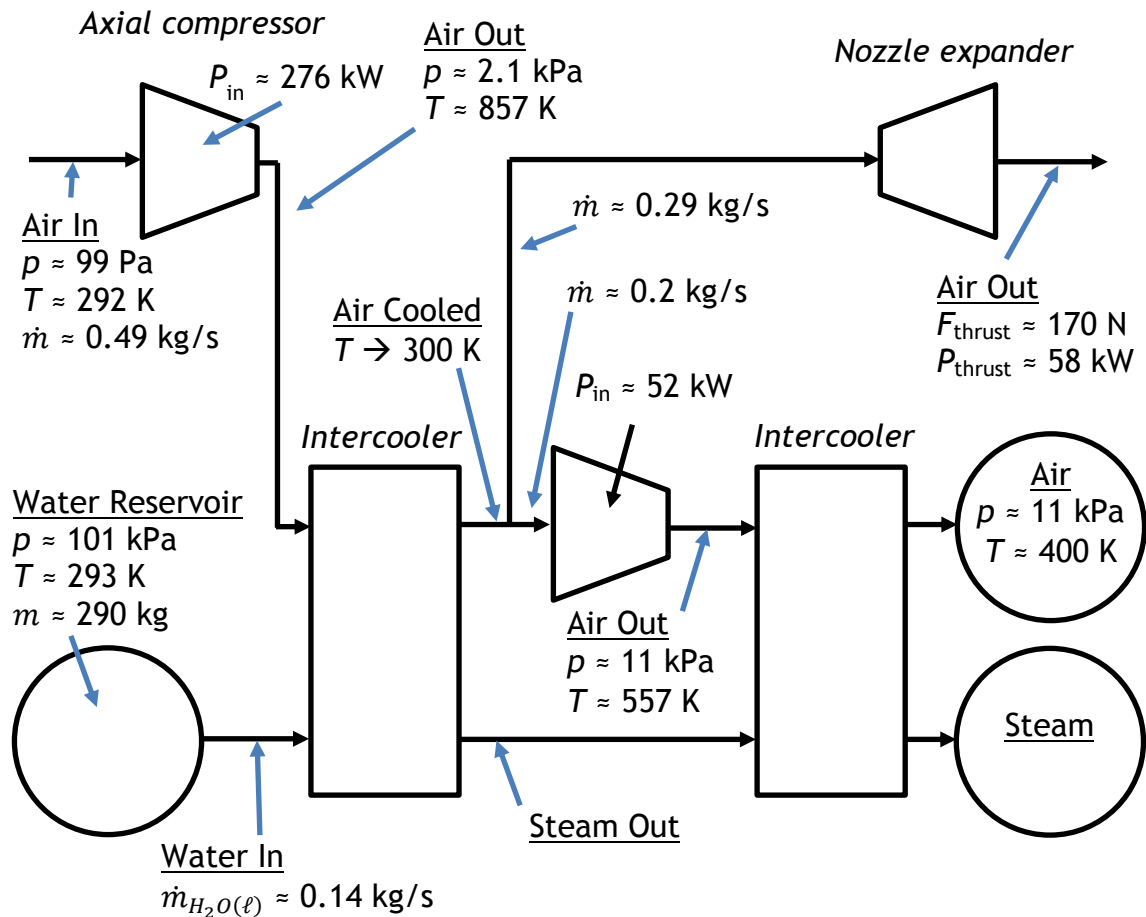 Axial compressor
Air Out
p ≈ 2.1 kPa
T ≈ 857 K
Nozzle expander
P_in ≈ 276 kW
Air In
p ≈ 99 Pa
T ≈ 292 K
ṁ ≈ 0.49 kg/s
ṁ ≈ 0.29 kg/s
ṁ ≈ 0.2 kg/s
Air Cooled
T → 300 K
Air Out
F_thrust ≈ 170 N
P_thrust ≈ 58 kW
P_in ≈ 52 kW
Intercooler
Intercooler
Water Reservoir
p ≈ 101 kPa
T ≈ 293 K
m ≈ 290 kg
Air
p ≈ 11 kPa
T ≈ 400 K
Air Out
p ≈ 11 kPa
T ≈ 557 K
Steam
Steam Out
Water In
ṁ_H₂O(ℓ) ≈ 0.14 kg/s